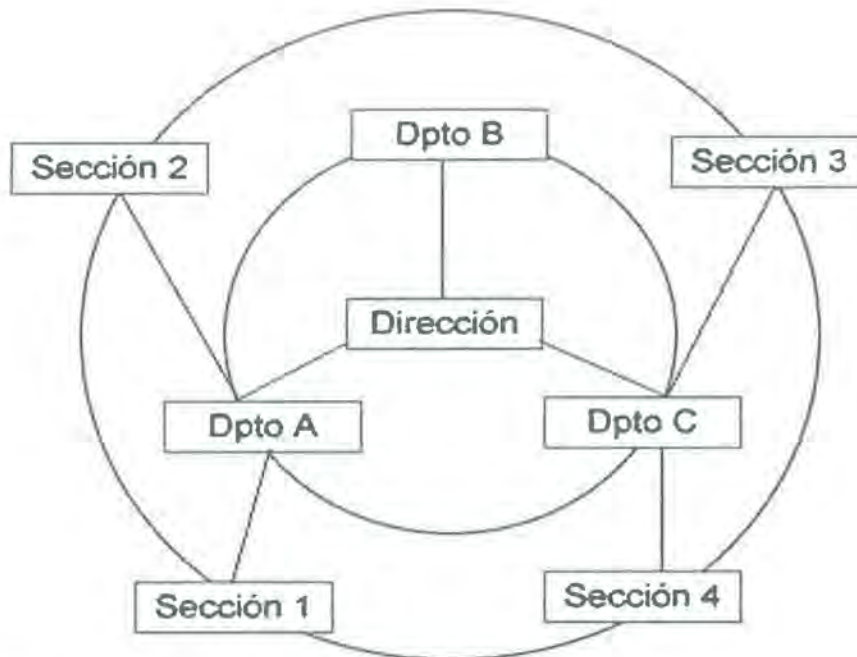 Dpto B
Sección 2
Sección 3
Dirección
Dpto A
Dpto C
Sección 1
Sección 4